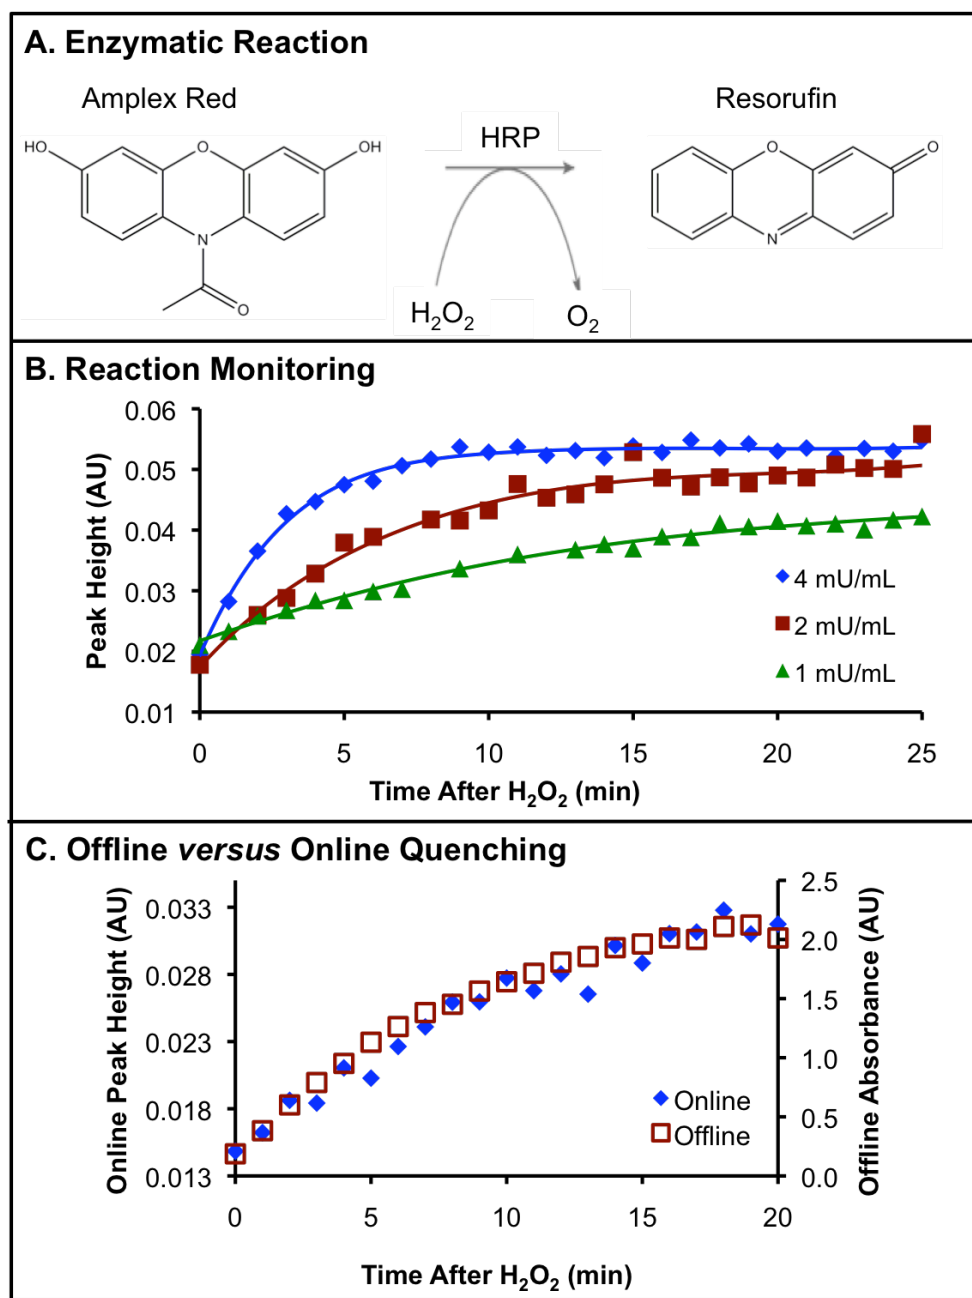 A. Enzymatic Reaction
Amplex Red
Resorufin
HO
O
OH
N
O
HRP
H₂O₂
O₂
O
O
N
B. Reaction Monitoring
Peak Height (AU)
0.06
0.05
0.04
0.03
0.02
0.01
4 mU/mL
2 mU/mL
1 mU/mL
0 5 10 15 20 25
Time After H₂O₂ (min)
C. Offline versus Online Quenching
Online Peak Height (AU)
0.033
0.028
0.023
0.018
0.013
Online
Offline
2.5
2.0
1.5
1.0
0.5
0.0
Offline Absorbance (AU)
0 5 10 15 20
Time After H₂O₂ (min)